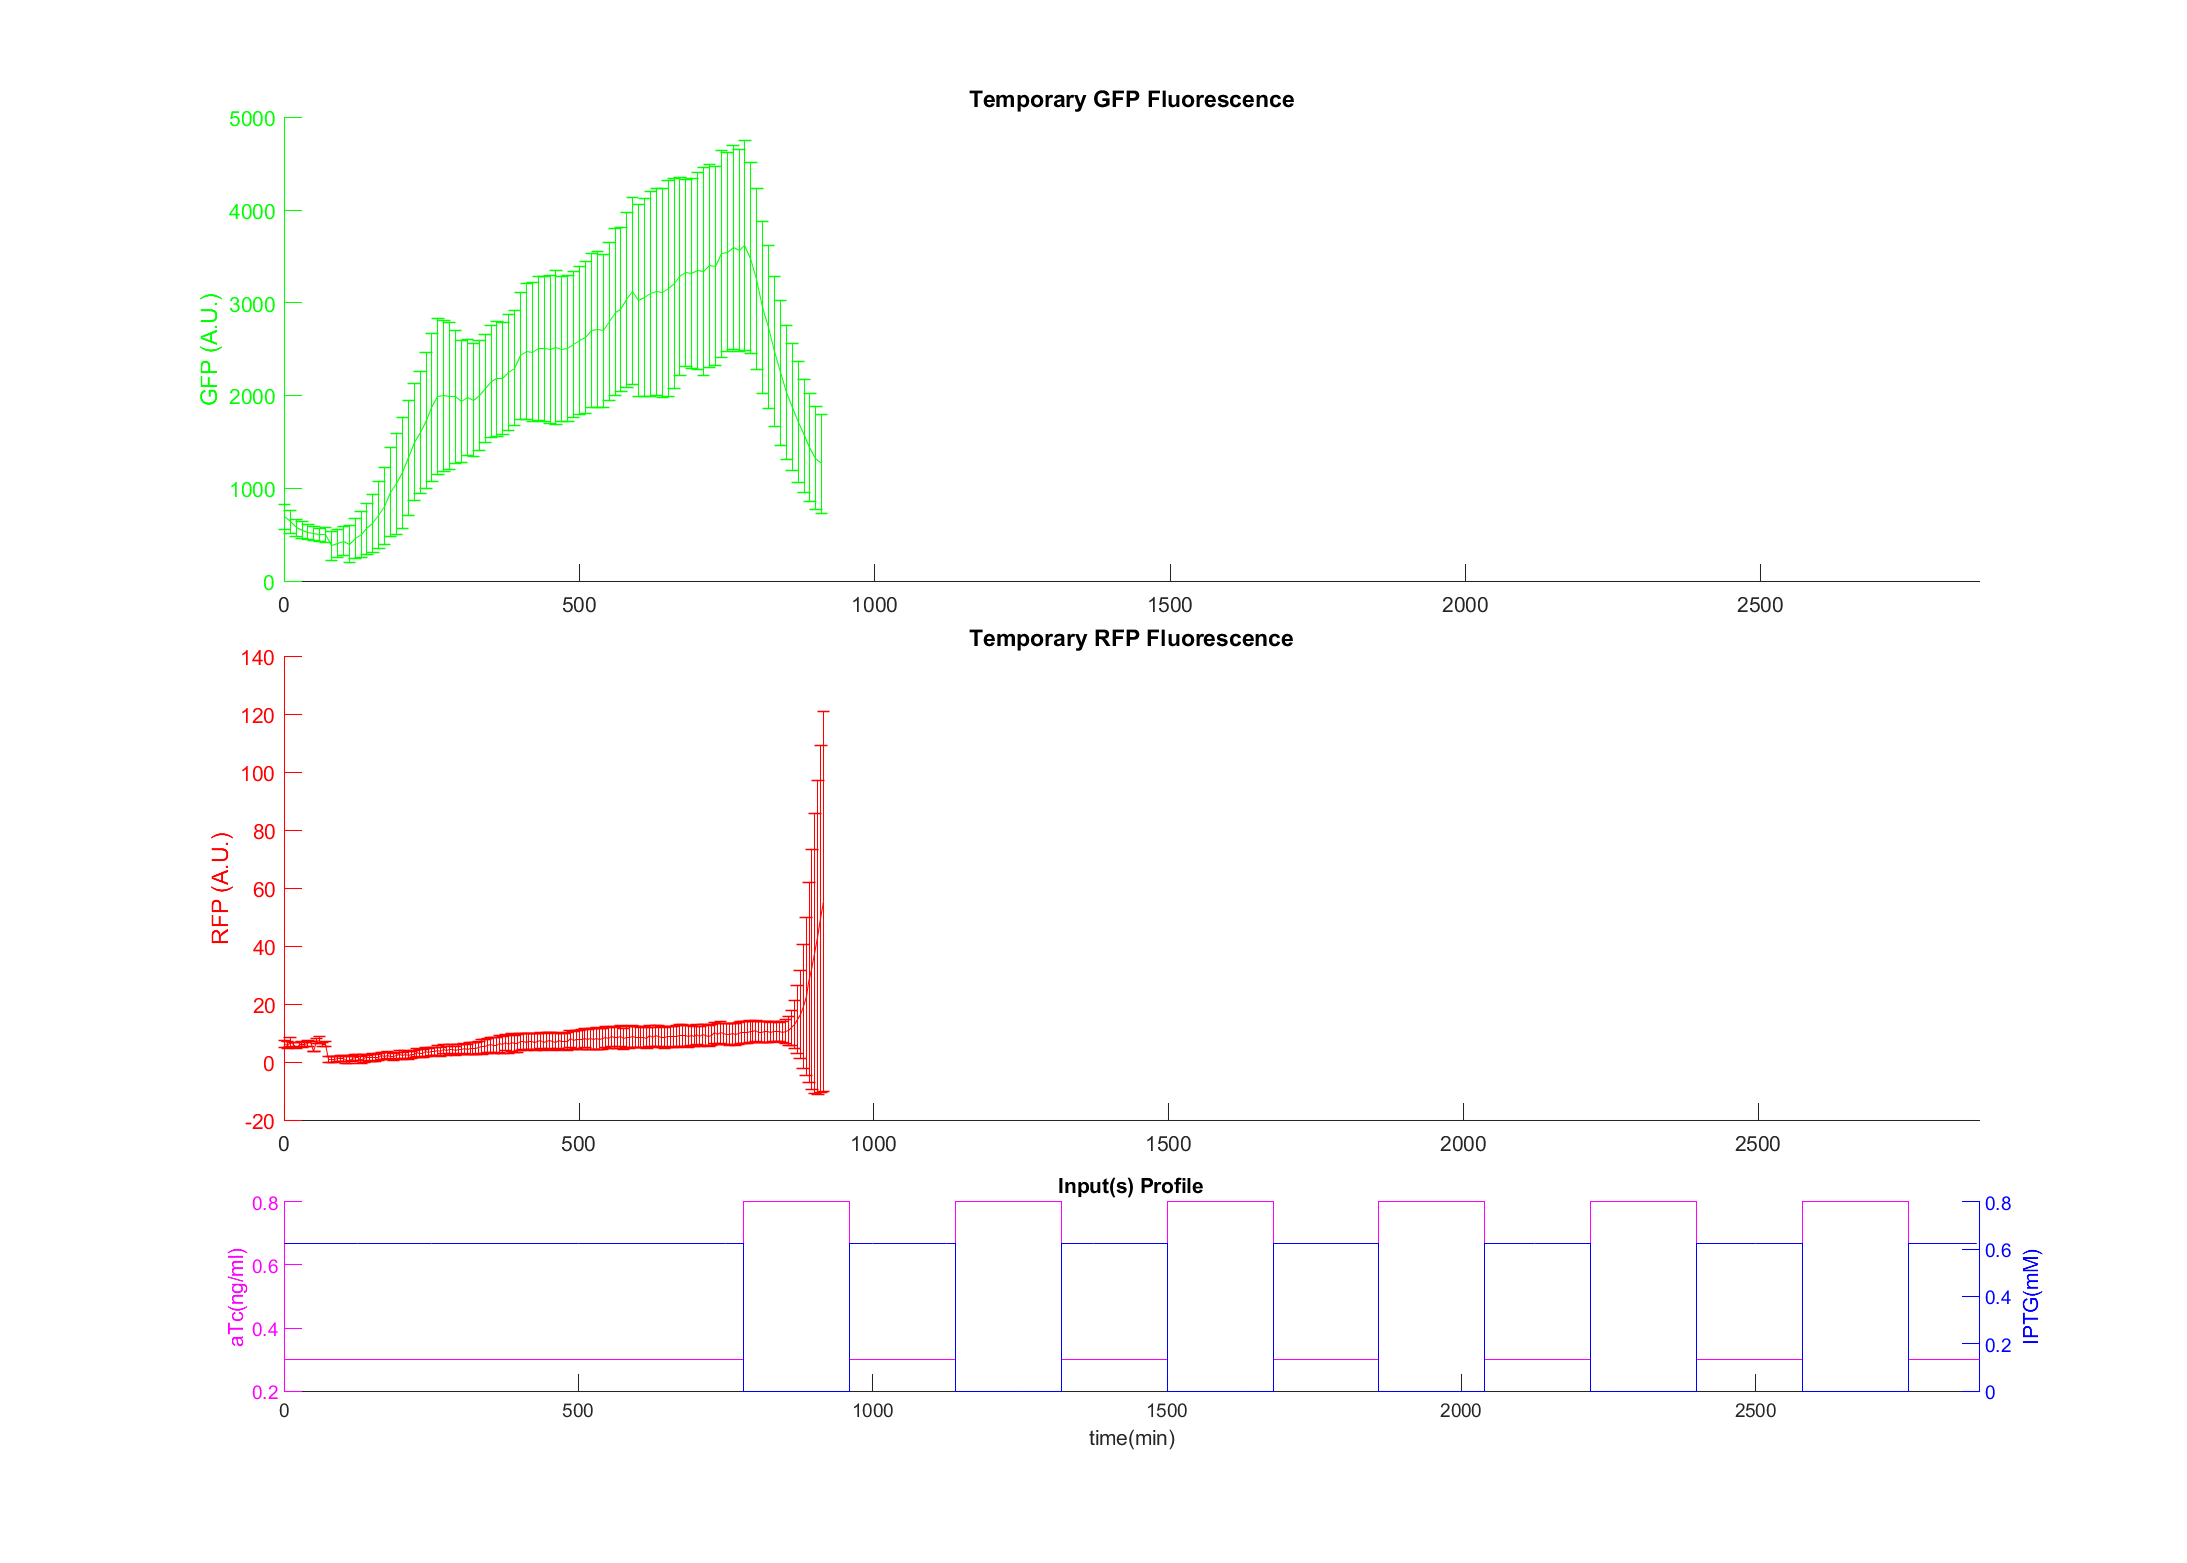 Temporary GFP Fluorescence
5000
4000
3000
2000
1000
0
GFP (A.U.)
0 500 1000 1500 2000 2500
Temporary RFP Fluorescence
140
120
100
80
60
40
20
0
-20
RFP (A.U.)
0 500 1000 1500 2000 2500
Input(s) Profile
0.8
0.6
0.4
0.2
aTc(ng/ml)
0.8
0.6
0.4
0.2
0
IPTG(mM)
0 500 1000 1500 2000 2500
time(min)